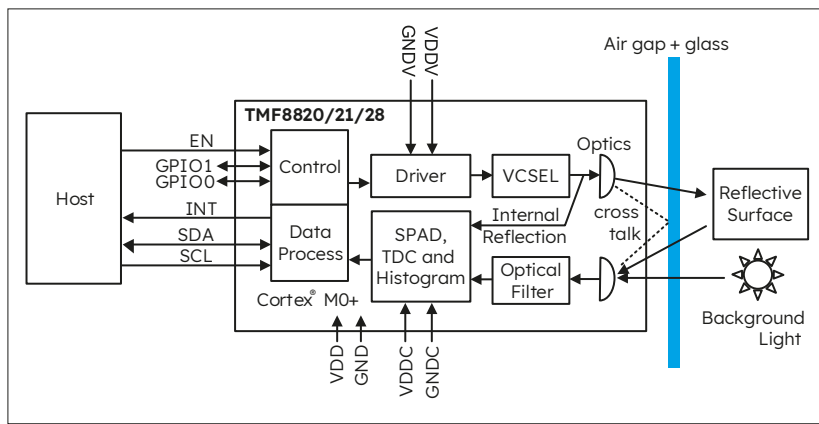 GNDV
VDDV
Air gap + glass
TMF8820/21/28
EN
GPIO1
GPIO0
Host
INT
SDA
SCL
Control
Data
Process
Cortex® M0+
Driver
VCSEL
Optics
Internal
Reflection
cross
talk
SPAD,
TDC and
Histogram
Optical
Filter
Reflective
Surface
Background
Light
VDD
GND
VDDC
GNDC